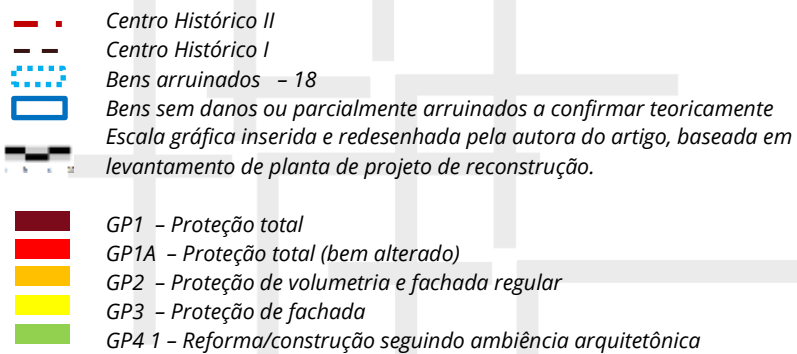 Centro Histórico II
Centro Histórico I
Bens arruinados – 18
Bens sem danos ou parcialmente arruinados a confirmar teoricamente
Escala gráfica inserida e redesenhada pela autora do artigo, baseada em
levantamento de planta de projeto de reconstrução.
GP1 – Proteção total
GP1A – Proteção total (bem alterado)
GP2 – Proteção de volumetria e fachada regular
GP3 – Proteção de fachada
GP4 1 – Reforma/construção seguindo ambiência arquitetônica